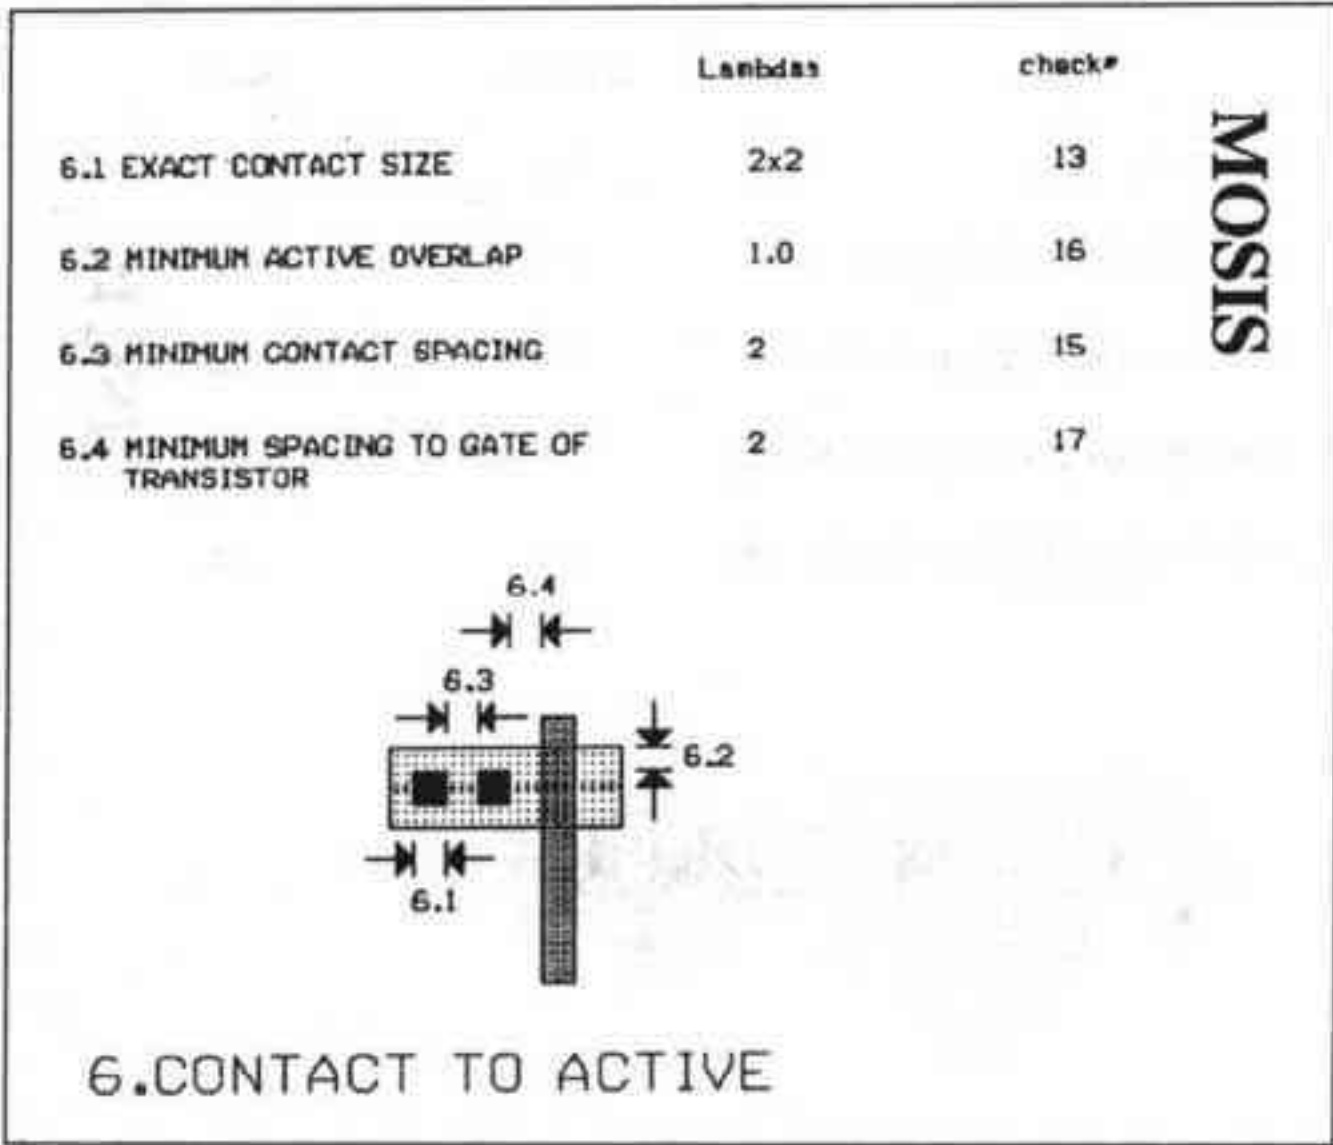 Lambdas check#
6.1 EXACT CONTACT SIZE 2x2 13
6.2 MINIMUM ACTIVE OVERLAP 1.0 16
6.3 MINIMUM CONTACT SPACING 2 15
6.4 MINIMUM SPACING TO GATE OF 2 17
TRANSISTOR
MOSIS
6.4
6.3
6.2
6.1
6.CONTACT TO ACTIVE